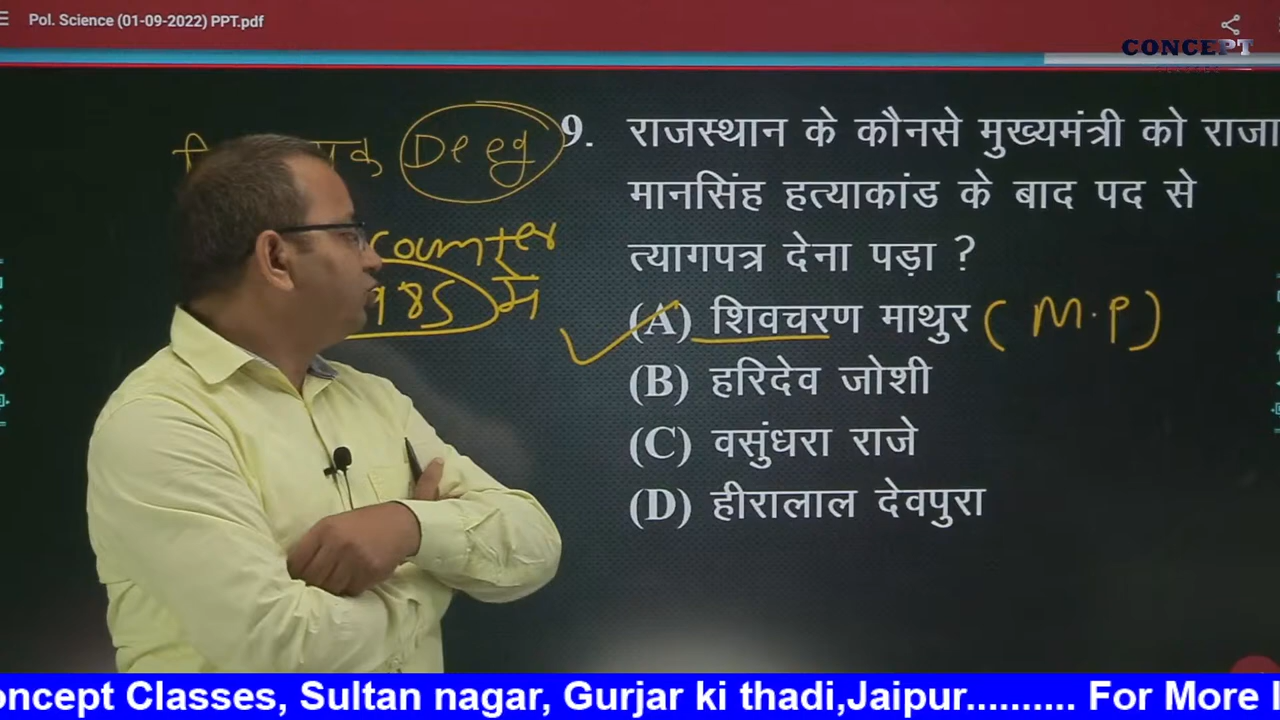 Pol. Science (01-09-2022) PPT.pdf
CONCEPT
Deeg
counter
985 में
9. राजस्थान के कौनसे मुख्यमंत्री को राजा
मानसिंह हत्याकांड के बाद पद से
त्यागपत्र देना पड़ा ?
(A) शिवचरण माथुर (M.P)
(B) हरिदेव जोशी
(C) वसुंधरा राजे
(D) हीरालाल देवपुरा
oncept Classes, Sultan nagar, Gurjar ki thadi,Jaipur.......... For More I